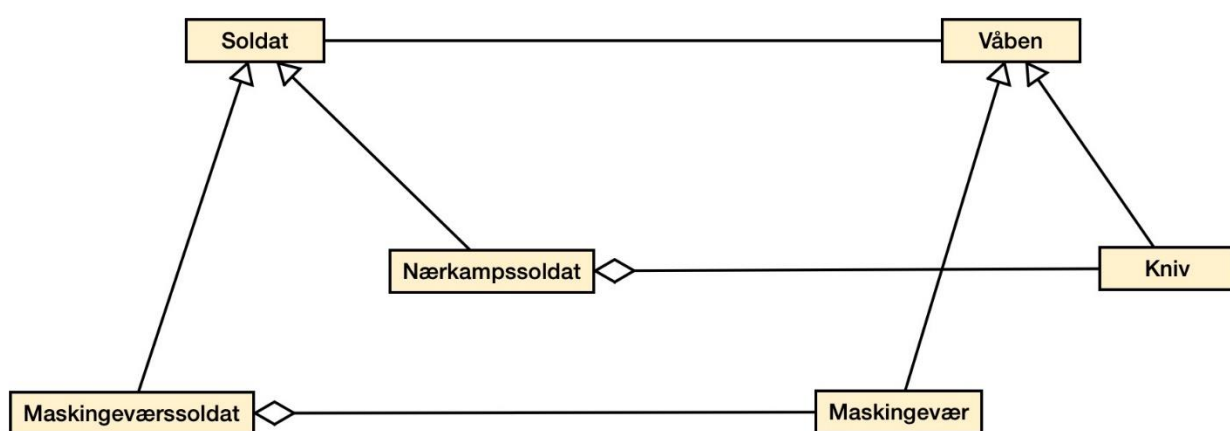 Soldat
Våben
Nærkampssoldat
Kniv
Maskingeværssoldat
Maskingevær